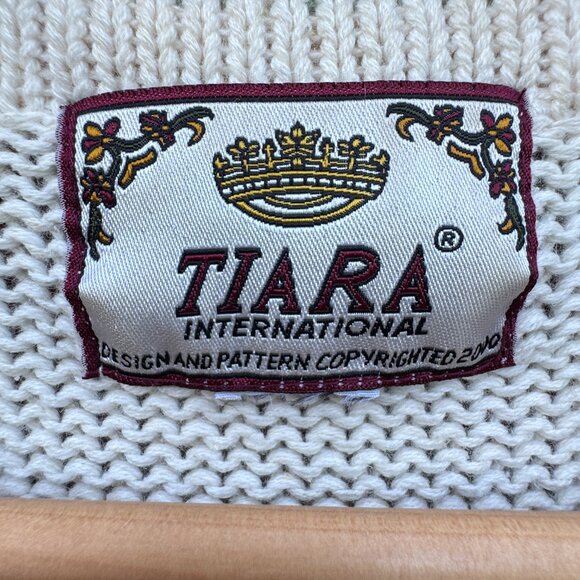 TIARA ®
INTERNATIONAL
DESIGN AND PATTERN COPYRIGHTED 2000